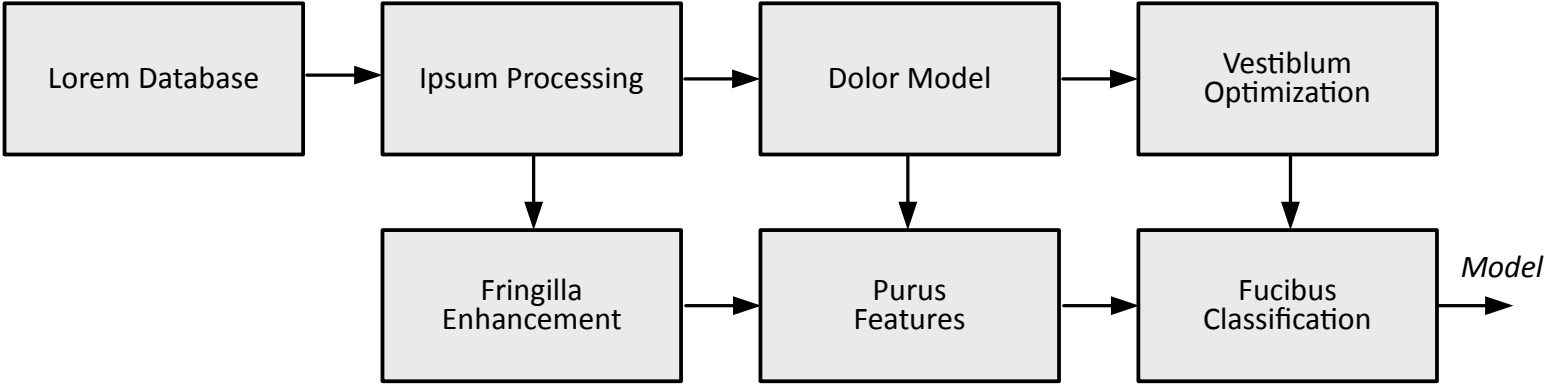 Lorem Database
Ipsum Processing
Dolor Model
Vestiblum
Optimization
Fringilla
Enhancement
Purus
Features
Fucibus
Classification
Model